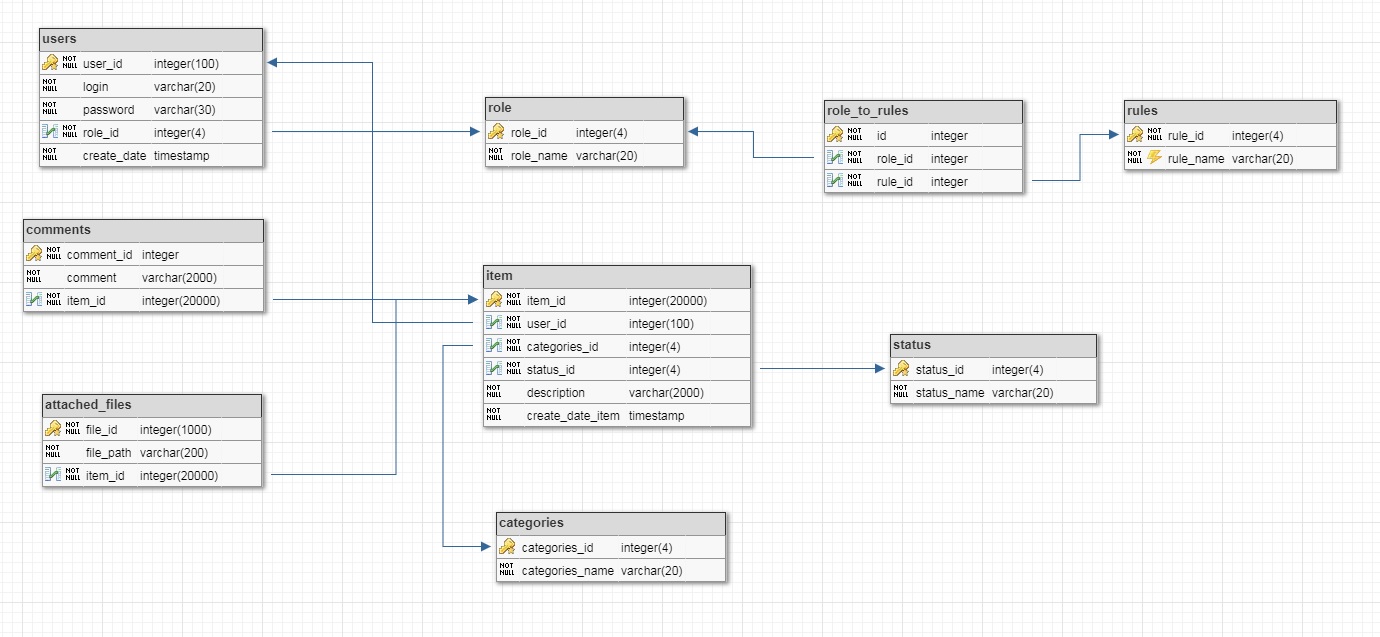 users
NOT NULL user_id integer(100)
NOT NULL login varchar(20)
NOT NULL password varchar(30)
NOT NULL role_id integer(4)
NOT NULL create_date timestamp
role
NOT NULL role_id integer(4)
NOT NULL role_name varchar(20)
role_to_rules
NOT NULL id integer
NOT NULL role_id integer
NOT NULL rule_id integer
rules
NOT NULL rule_id integer(4)
NOT NULL rule_name varchar(20)
comments
NOT NULL comment_id integer
NOT NULL comment varchar(2000)
NOT NULL item_id integer(20000)
item
NOT NULL item_id integer(20000)
NOT NULL user_id integer(100)
NOT NULL categories_id integer(4)
NOT NULL status_id integer(4)
NOT NULL description varchar(2000)
NOT NULL create_date_item timestamp
status
NOT NULL status_id integer(4)
NOT NULL status_name varchar(20)
attached_files
NOT NULL file_id integer(1000)
NOT NULL file_path varchar(200)
NOT NULL item_id integer(20000)
categories
NOT NULL categories_id integer(4)
NOT NULL categories_name varchar(20)